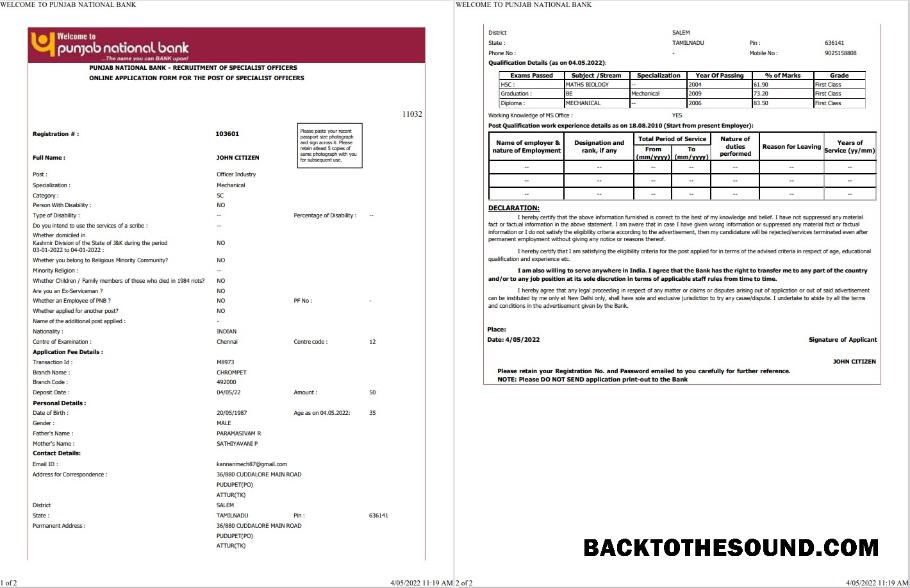 WELCOME TO PUNJAB NATIONAL BANK
Welcome to
punjab national bank
...The name you can BANK upon!
PUNJAB NATIONAL BANK - RECRUITMENT OF SPECIALIST OFFICERS
ONLINE APPLICATION FORM FOR THE POST OF SPECIALIST OFFICERS
11032
Registration # : 103601
Please paste your recent
passport size photograph
and sign across it. Please
retain atleast 5 copies of
same photograph with you
for subsequent use.
Full Name : JOHN CITIZEN
Post : Officer Industry
Specialization : Mechanical
Category : SC
Person With Disability : NO
Type of Disability : -- Percentage of Disability : --
Do you intend to use the services of a scribe : --
Whether domiciled in
Kashmir Division of the State of J&K during the period NO
03-01-2022 to 04-01-2022 :
Whether you belong to Religious Minority Community? NO
Minority Religion : --
Whether Children / Family members of those who died in 1984 riots? NO
Are you an Ex-Serviceman ? NO
Whether an Employee of PNB ? NO PF No : -
Whether applied for another post? NO
Name of the additional post applied : -
Nationality : INDIAN
Centre of Examination : Chennai Centre code : 12
Application Fee Details :
Transaction Id : M8973
Branch Name : CHROMPET
Branch Code : 492000
Deposit Date : 04/05/22 Amount : 50
Personal Details :
Date of Birth : 20/05/1987 Age as on 04.05.2022: 35
Gender : MALE
Father's Name : PARAMASIVAM R
Mother's Name : SATHIYAVANI P
Contact Details:
Email ID : kannanmech87@gmail.com
Address for Correspondence : 36/880 CUDDALORE MAIN ROAD
PUDUPET(PO)
ATTUR(TK)
District SALEM
State : TAMILNADU Pin : 636141
Permanent Address : 36/880 CUDDALORE MAIN ROAD
PUDUPET(PO)
ATTUR(TK)
1 of 2 4/05/2022 11:19 AM
WELCOME TO PUNJAB NATIONAL BANK
District SALEM
State : TAMILNADU Pin : 636141
Phone No : - Mobile No : 9025158808
Qualification Details (as on 04.05.2022):
Exams Passed Subject /Stream Specialization Year Of Passing % of Marks Grade
HSC : MATHS BIOLOGY -- 2004 61.90 First Class
Graduation : BE Mechanical 2009 73.20 First Class
Diploma : MECHANICAL -- 2006 83.50 First Class
Working Knowledge of MS Office : YES
Post Qualification work experience details as on 18.08.2010 (Start from present Employer):
Name of employer & nature of Employment Designation and rank, if any Total Period of Service From (mm/yyyy) To (mm/yyyy) Nature of duties performed Reason for Leaving Years of Service (yy/mm)
-- -- -- -- -- -- --
-- -- -- -- -- -- --
-- -- -- -- -- -- --
DECLARATION:
I hereby certify that the above information furnished is correct to the best of my knowledge and belief. I have not suppressed any material
fact or factual information in the above statement. I am aware that in case I have given wrong information or suppressed any material fact or factual
information or I do not satisfy the eligibility criteria according to the advertisement, then my candidature will be rejected/services terminated even after
permanent employment without giving any notice or reasons thereof.
I hereby certify that I am satisfying the eligibility criteria for the post applied for in terms of the advised criteria in respect of age, educational
qualification and experience etc.
I am also willing to serve anywhere in India. I agree that the Bank has the right to transfer me to any part of the country
and/or to any job position at its sole discretion in terms of applicable staff rules from time to time.
I hereby agree that any legal proceeding in respect of any matter or claims or disputes arising out of application or out of said advertisement
can be instituted by me only at New Delhi only, shall have sole and exclusive jurisdiction to try any cause/dispute. I undertake to abide by all the terms
and conditions in the advertisement given by the Bank.
Place:
Date: 4/05/2022 Signature of Applicant
JOHN CITIZEN
Please retain your Registration No. and Password emailed to you carefully for further reference.
NOTE: Please DO NOT SEND application print-out to the Bank
BACKTOTHESOUND.COM
2 of 2 4/05/2022 11:19 AM